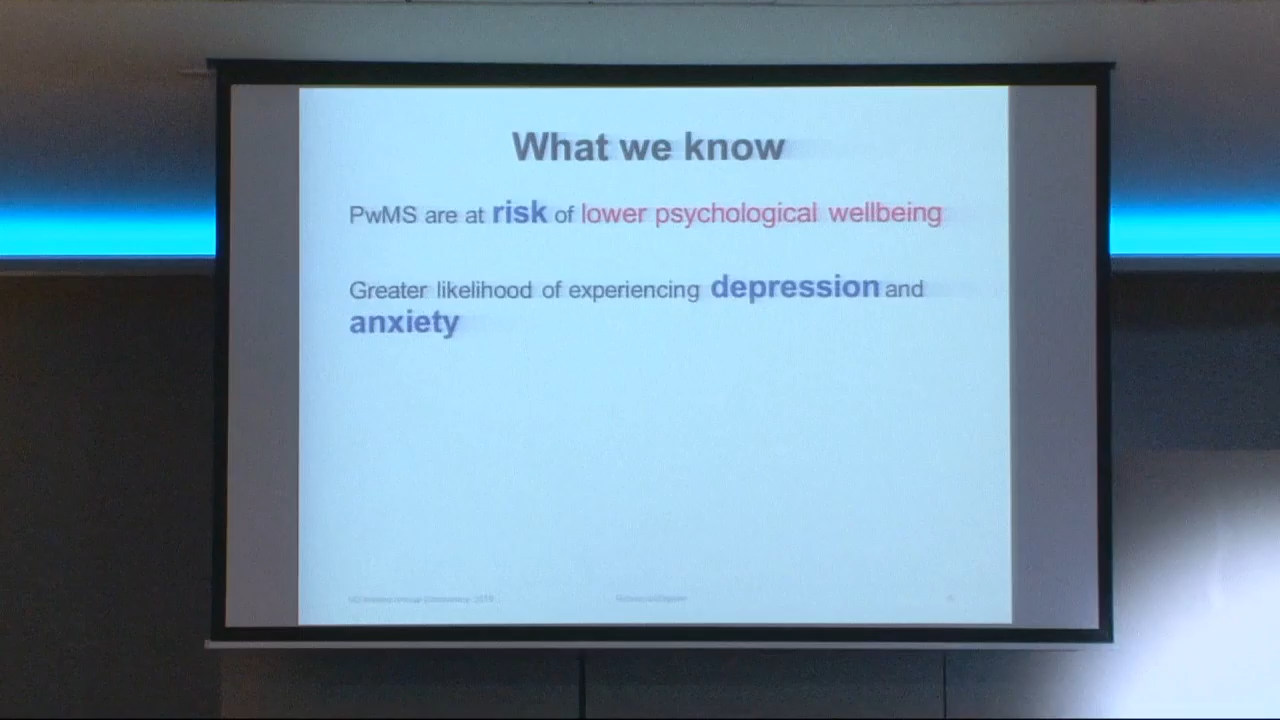 What we know
PwMS are at risk of lower psychological wellbeing
Greater likelihood of experiencing depression and
anxiety